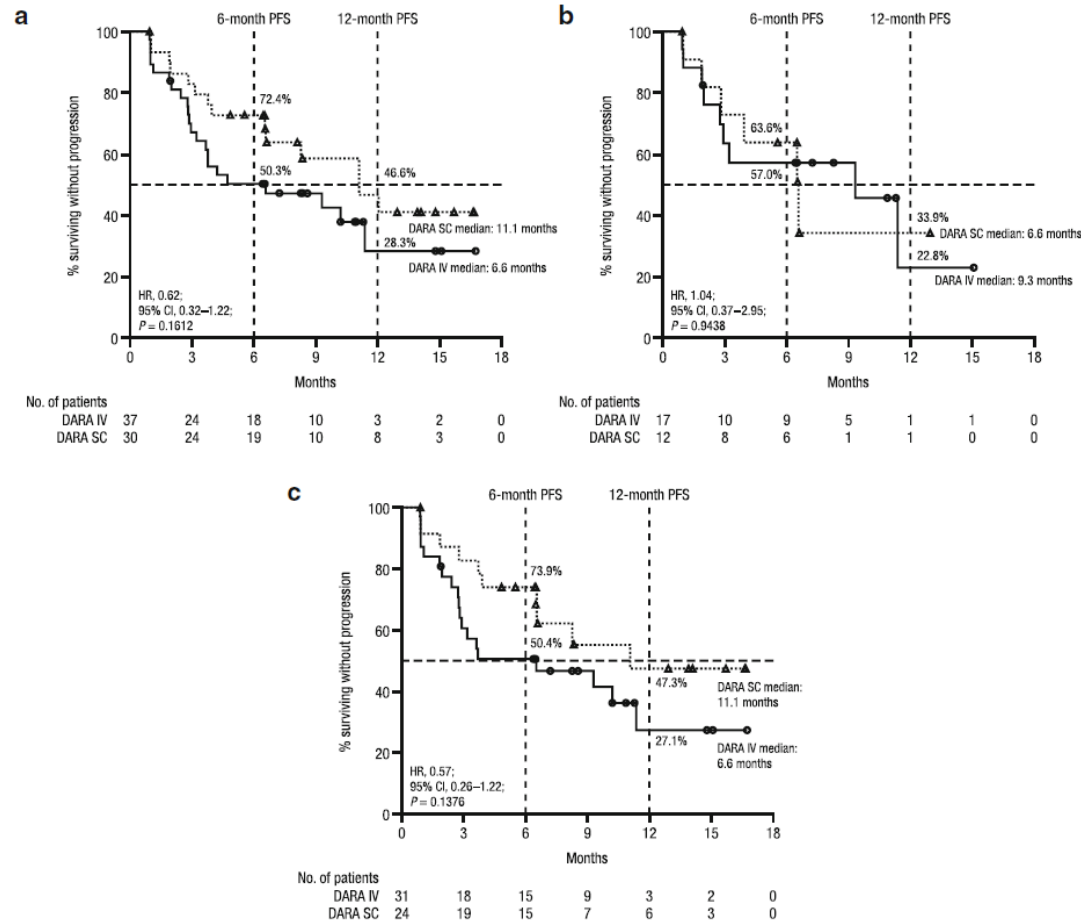 a
6-month PFS 12-month PFS
% surviving without progression
100
80
60
40
20
0
72.4%
50.3%
46.6%
DARA SC median: 11.1 months
28.3%
DARA IV median: 6.6 months
HR, 0.62;
95% CI, 0.32–1.22;
P = 0.1612
0 3 6 9 12 15 18
Months
No. of patients
DARA IV 37 24 18 10 3 2 0
DARA SC 30 24 19 10 8 3 0
b
6-month PFS 12-month PFS
% surviving without progression
100
80
60
40
20
0
63.6%
57.0%
33.9%
DARA SC median: 6.6 months
22.8%
DARA IV median: 9.3 months
HR, 1.04;
95% CI, 0.37–2.95;
P = 0.9438
0 3 6 9 12 15 18
Months
No. of patients
DARA IV 17 10 9 5 1 1 0
DARA SC 12 8 6 1 1 0 0
c
6-month PFS 12-month PFS
% surviving without progression
100
80
60
40
20
0
73.9%
50.4%
47.3%
DARA SC median:
11.1 months
27.1%
DARA IV median:
6.6 months
HR, 0.57;
95% CI, 0.26–1.22;
P = 0.1376
0 3 6 9 12 15 18
Months
No. of patients
DARA IV 31 18 15 9 3 2 0
DARA SC 24 19 15 7 6 3 0